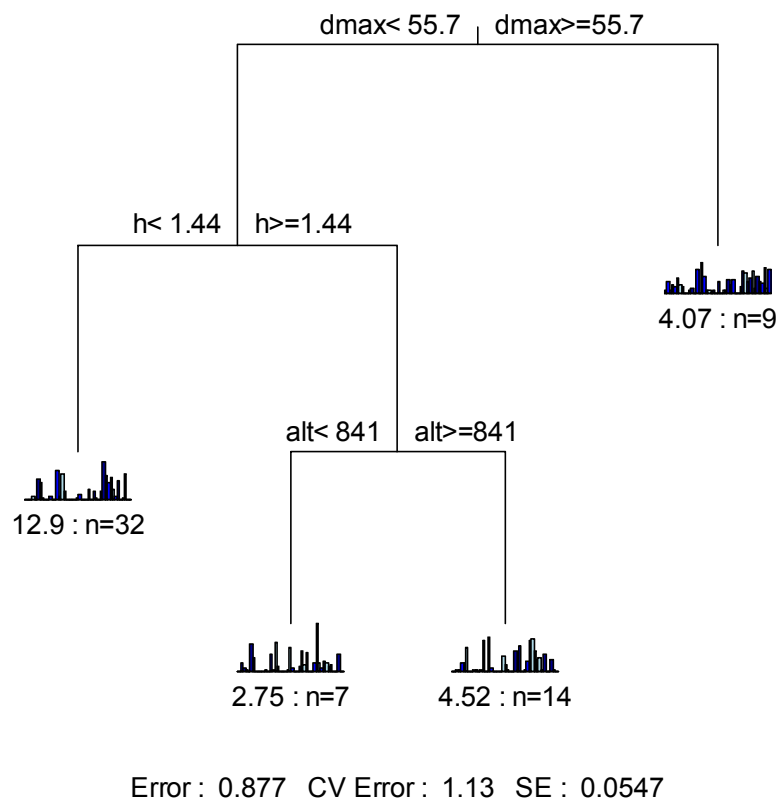 dmax< 55.7 dmax>=55.7
h< 1.44 h>=1.44
4.07 : n=9
alt< 841 alt>=841
12.9 : n=32
2.75 : n=7 4.52 : n=14
Error : 0.877 CV Error : 1.13 SE : 0.0547